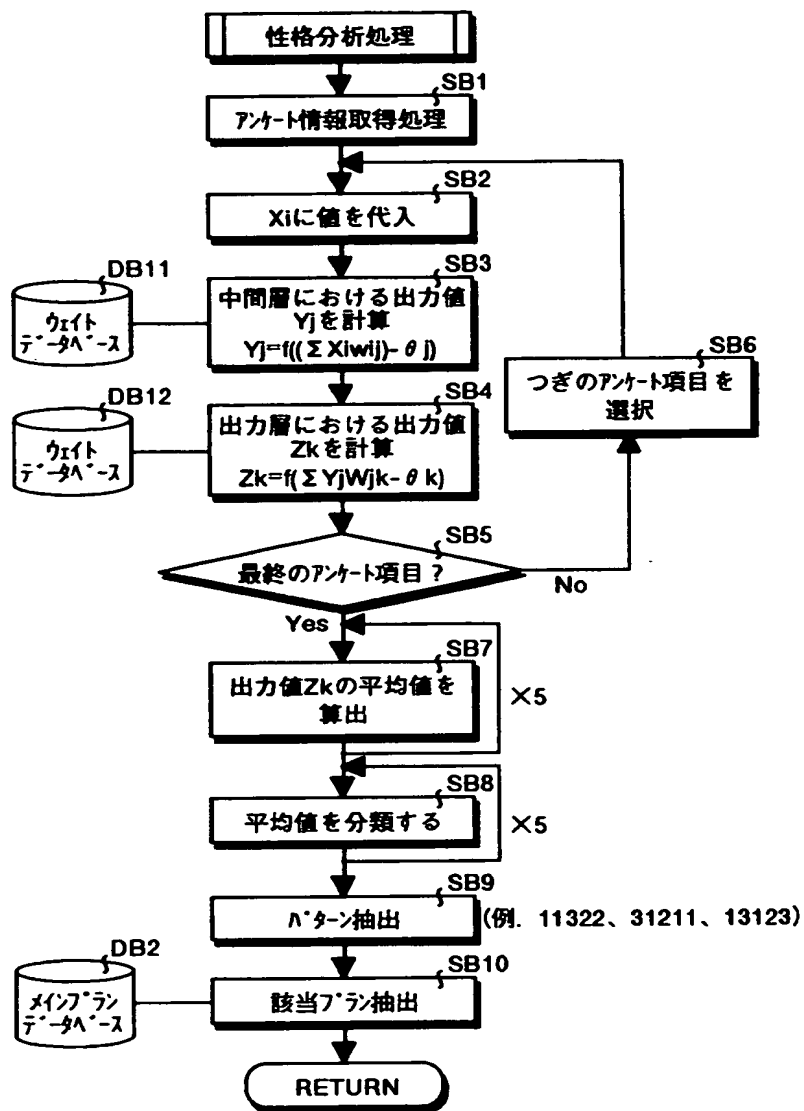 性格分析処理
SB1
ｱﾝｹｰﾄ情報取得処理
SB2
Xiに値を代入
DB11
ｳｪｲﾄ
ﾃﾞｰﾀﾍﾞｰｽ
SB3
中間層における出力値
Yjを計算
Yj=f((ΣXiwij)-θj)
SB6
つぎのｱﾝｹｰﾄ項目を
選択
DB12
ｳｪｲﾄ
ﾃﾞｰﾀﾍﾞｰｽ
SB4
出力層における出力値
Zkを計算
Zk=f(ΣYjWjk-θk)
SB5
最終のｱﾝｹｰﾄ項目?
No
Yes
SB7
出力値Zkの平均値を
算出
×5
SB8
平均値を分類する
×5
SB9
ﾊﾟﾀｰﾝ抽出
(例. 11322、31211、13123)
DB2
ﾒｲﾝﾌﾟﾗﾝ
ﾃﾞｰﾀﾍﾞｰｽ
SB10
該当ﾌﾟﾗﾝ抽出
RETURN